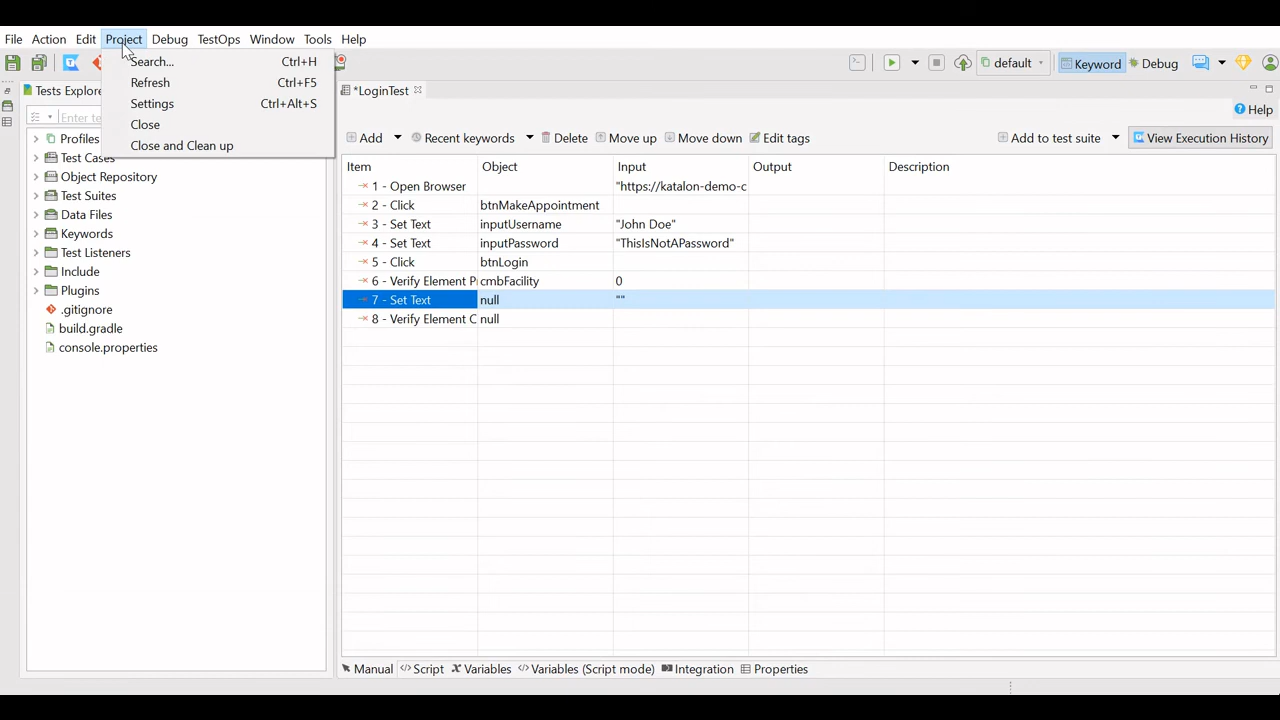 File Action Edit Project Debug TestOps Window Tools Help
Search... Ctrl+H
Refresh Ctrl+F5
Settings Ctrl+Alt+S
Close
Close and Clean up
default
Keyword
Debug
Tests Explore
Enter te
Profiles
Test Cases
Object Repository
Test Suites
Data Files
Keywords
Test Listeners
Include
Plugins
.gitignore
build.gradle
console.properties
*LoginTest
Help
Add Recent keywords Delete Move up Move down Edit tags Add to test suite View Execution History
Item Object Input Output Description
1 - Open Browser "https://katalon-demo-c
2 - Click btnMakeAppointment
3 - Set Text inputUsername "John Doe"
4 - Set Text inputPassword "ThisIsNotAPassword"
5 - Click btnLogin
6 - Verify Element P cmbFacility 0
7 - Set Text null ""
8 - Verify Element C null
Manual Script Variables Variables (Script mode) Integration Properties